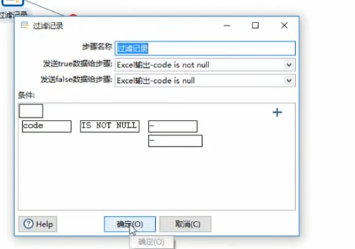 过滤记录
过滤记录
步骤名称 过滤记录
发送true数据给步骤: Excel输出-code is not null
发送false数据给步骤: Excel输出-code is null
条件:
+
code IS NOT NULL -
-
? Help 确定(O) 取消(C)
确定(O)